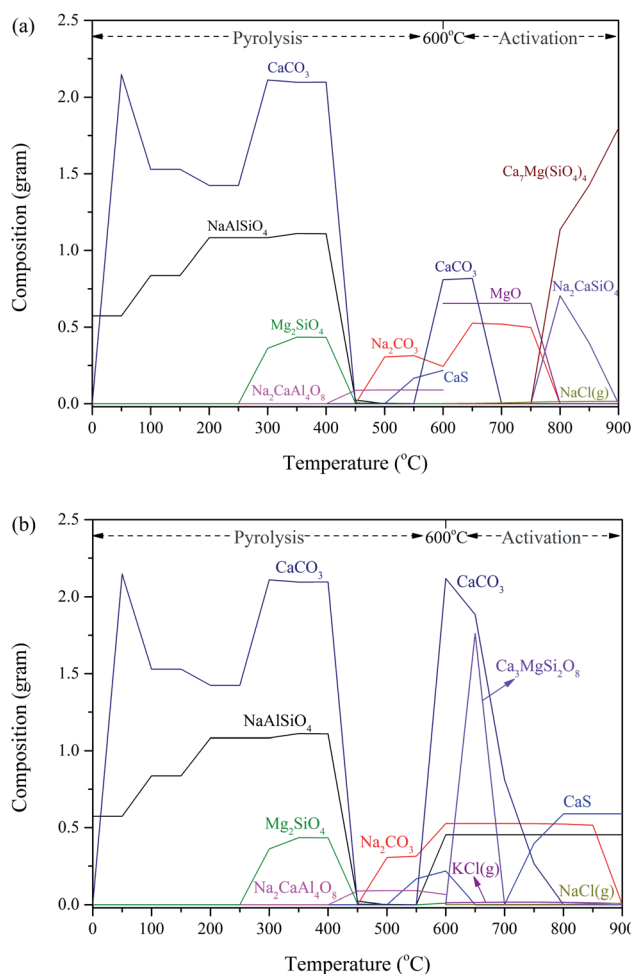 (a)
Pyrolysis 600°C Activation
CaCO₃
NaAlSiO₄
Mg₂SiO₄
Na₂CaAl₄O₈
Na₂CO₃
CaS
CaCO₃
MgO
Ca₇Mg(SiO₄)₄
Na₂CaSiO₄
NaCl(g)
2.5
2.0
1.5
1.0
0.5
0.0
Composition (gram)
0 100 200 300 400 500 600 700 800 900
Temperature (°C)
(b)
Pyrolysis 600°C Activation
CaCO₃
NaAlSiO₄
Mg₂SiO₄
Na₂CaAl₄O₈
Na₂CO₃
CaCO₃
Ca₃MgSi₂O₈
CaS
KCl(g)
NaCl(g)
2.5
2.0
1.5
1.0
0.5
0.0
Composition (gram)
0 100 200 300 400 500 600 700 800 900
Temperature (°C)